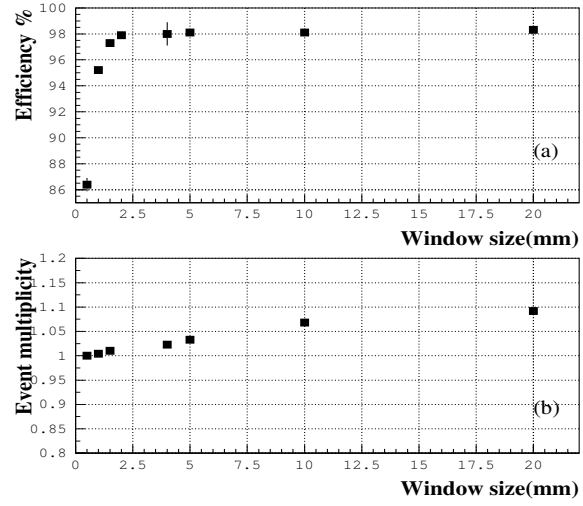 Efficiency %
100
98
96
94
92
90
88
86
(a)
0 2.5 5 7.5 10 12.5 15 17.5 20
Window size(mm)
Event multiplicity
1.2
1.15
1.1
1.05
1
0.95
0.9
0.85
0.8
(b)
0 2.5 5 7.5 10 12.5 15 17.5 20
Window size(mm)